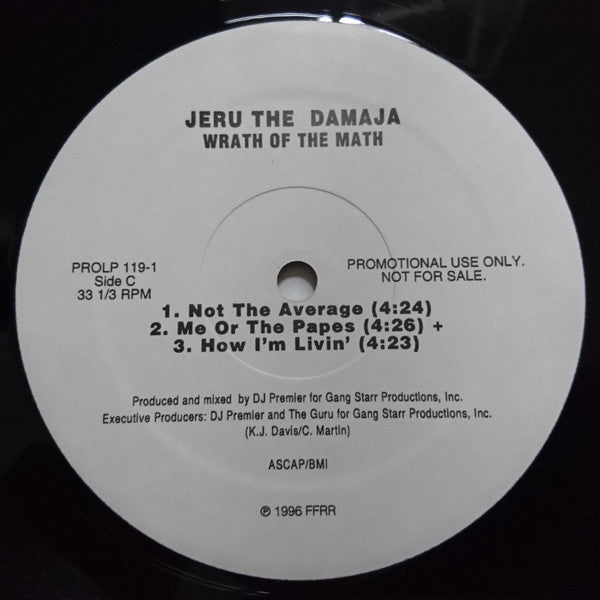 JERU THE DAMAJA
WRATH OF THE MATH
PROLP 119-1
Side C
33 1/3 RPM
PROMOTIONAL USE ONLY.
NOT FOR SALE.
1. Not The Average (4:24)
2. Me Or The Papes (4:26) +
3. How I'm Livin' (4:23)
Produced and mixed by DJ Premier for Gang Starr Productions, Inc.
Executive Producers: DJ Premier and The Guru for Gang Starr Productions, Inc.
(K.J. Davis/C. Martin)
ASCAP/BMI
℗ 1996 FFRR